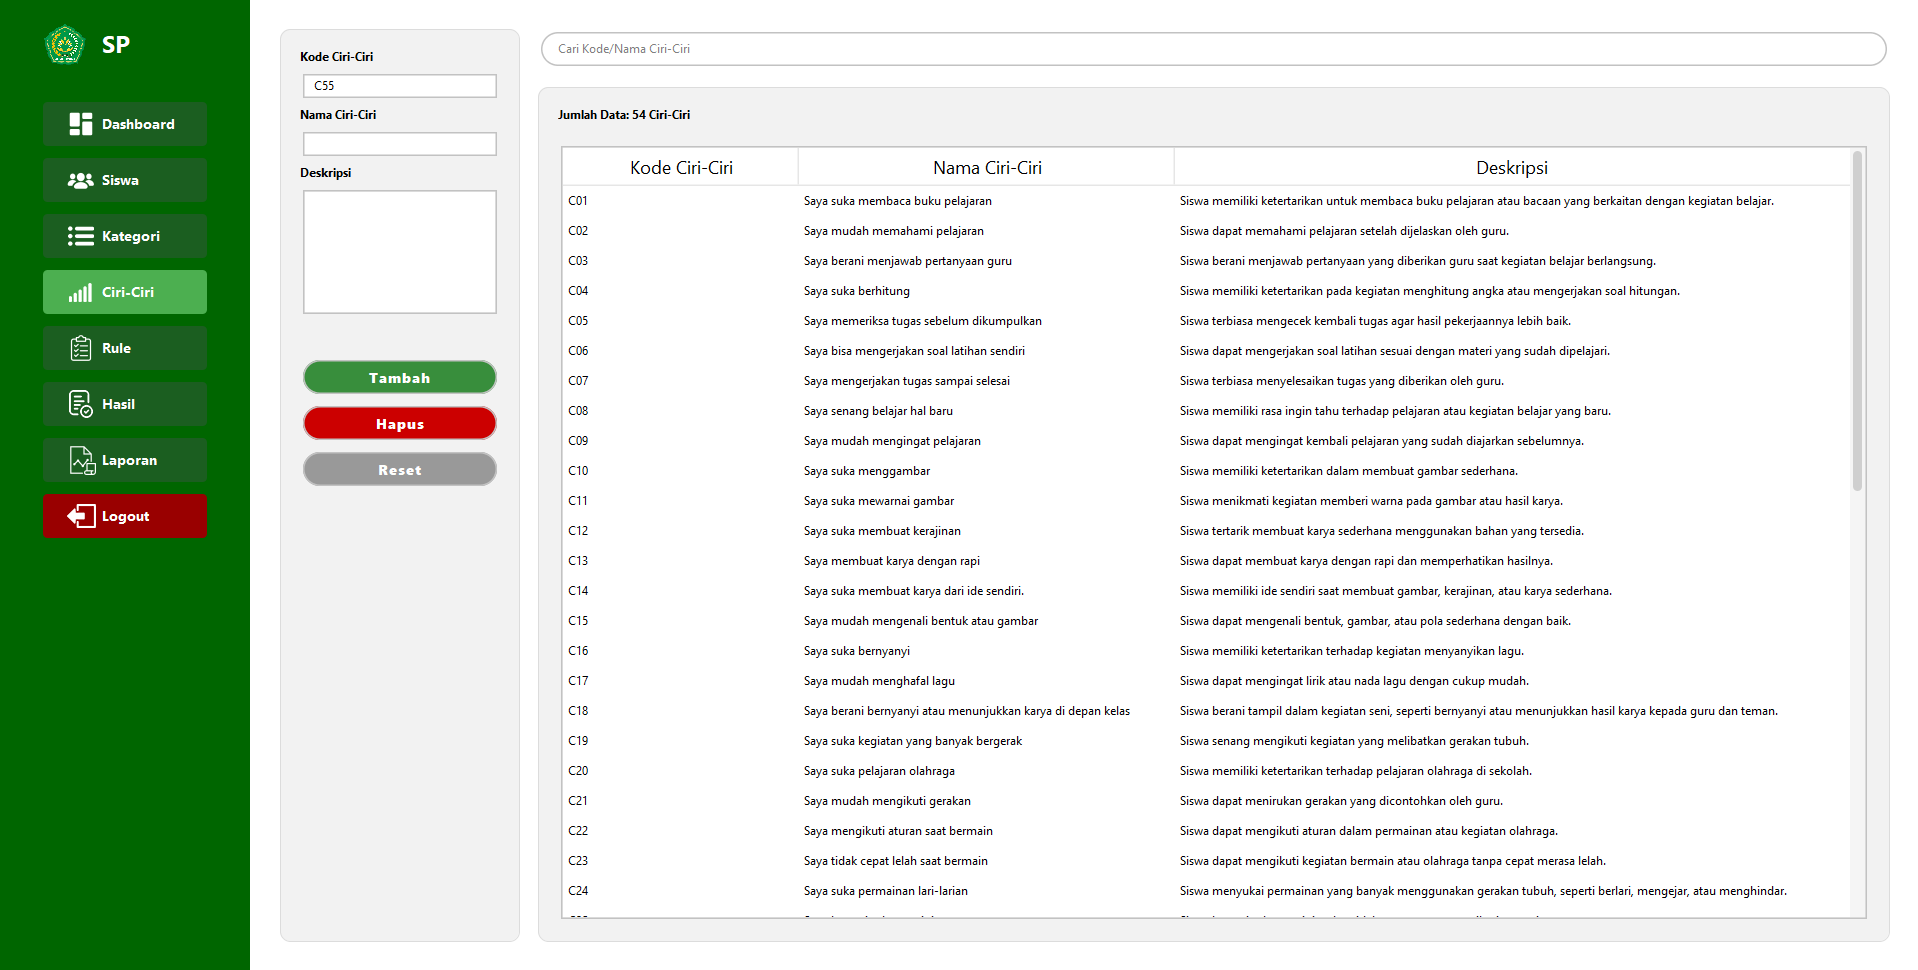 SP
Dashboard
Siswa
Kategori
Ciri-Ciri
Rule
Hasil
Laporan
Logout
Kode Ciri-Ciri
C55
Nama Ciri-Ciri
Deskripsi
Tambah
Hapus
Reset
Cari Kode/Nama Ciri-Ciri
Jumlah Data: 54 Ciri-Ciri
Kode Ciri-Ciri Nama Ciri-Ciri Deskripsi
C01 Saya suka membaca buku pelajaran Siswa memiliki ketertarikan untuk membaca buku pelajaran atau bacaan yang berkaitan dengan kegiatan belajar.
C02 Saya mudah memahami pelajaran Siswa dapat memahami pelajaran setelah dijelaskan oleh guru.
C03 Saya berani menjawab pertanyaan guru Siswa berani menjawab pertanyaan yang diberikan guru saat kegiatan belajar berlangsung.
C04 Saya suka berhitung Siswa memiliki ketertarikan pada kegiatan menghitung angka atau mengerjakan soal hitungan.
C05 Saya memeriksa tugas sebelum dikumpulkan Siswa terbiasa mengecek kembali tugas agar hasil pekerjaannya lebih baik.
C06 Saya bisa mengerjakan soal latihan sendiri Siswa dapat mengerjakan soal latihan sesuai dengan materi yang sudah dipelajari.
C07 Saya mengerjakan tugas sampai selesai Siswa terbiasa menyelesaikan tugas yang diberikan oleh guru.
C08 Saya senang belajar hal baru Siswa memiliki rasa ingin tahu terhadap pelajaran atau kegiatan belajar yang baru.
C09 Saya mudah mengingat pelajaran Siswa dapat mengingat kembali pelajaran yang sudah diajarkan sebelumnya.
C10 Saya suka menggambar Siswa memiliki ketertarikan dalam membuat gambar sederhana.
C11 Saya suka mewarnai gambar Siswa menikmati kegiatan memberi warna pada gambar atau hasil karya.
C12 Saya suka membuat kerajinan Siswa tertarik membuat karya sederhana menggunakan bahan yang tersedia.
C13 Saya membuat karya dengan rapi Siswa dapat membuat karya dengan rapi dan memperhatikan hasilnya.
C14 Saya suka membuat karya dari ide sendiri. Siswa memiliki ide sendiri saat membuat gambar, kerajinan, atau karya sederhana.
C15 Saya mudah mengenali bentuk atau gambar Siswa dapat mengenali bentuk, gambar, atau pola sederhana dengan baik.
C16 Saya suka bernyanyi Siswa memiliki ketertarikan terhadap kegiatan menyanyikan lagu.
C17 Saya mudah menghafal lagu Siswa dapat mengingat lirik atau nada lagu dengan cukup mudah.
C18 Saya berani bernyanyi atau menunjukkan karya di depan kelas Siswa berani tampil dalam kegiatan seni, seperti bernyanyi atau menunjukkan hasil karya kepada guru dan teman.
C19 Saya suka kegiatan yang banyak bergerak Siswa senang mengikuti kegiatan yang melibatkan gerakan tubuh.
C20 Saya suka pelajaran olahraga Siswa memiliki ketertarikan terhadap pelajaran olahraga di sekolah.
C21 Saya mudah mengikuti gerakan Siswa dapat menirukan gerakan yang dicontohkan oleh guru.
C22 Saya mengikuti aturan saat bermain Siswa dapat mengikuti aturan dalam permainan atau kegiatan olahraga.
C23 Saya tidak cepat lelah saat bermain Siswa dapat mengikuti kegiatan bermain atau olahraga tanpa cepat merasa lelah.
C24 Saya suka permainan lari-larian Siswa menyukai permainan yang banyak menggunakan gerakan tubuh, seperti berlari, mengejar, atau menghindar.